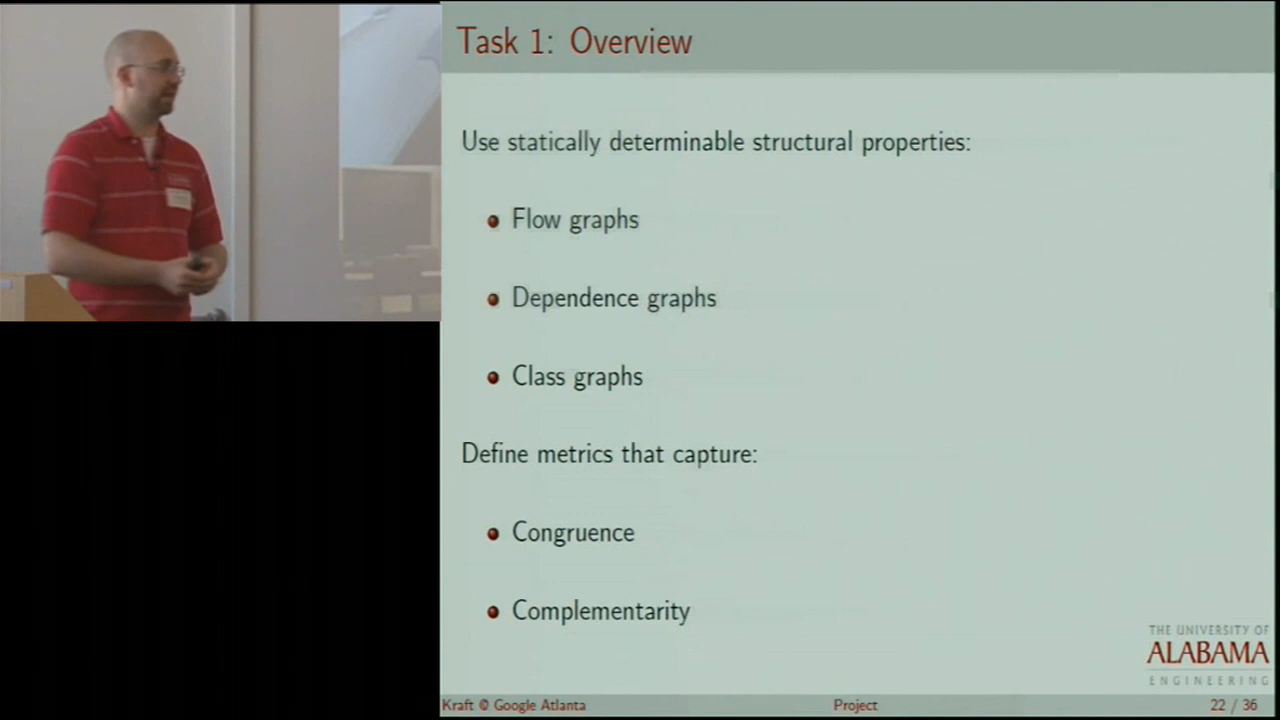 Task 1: Overview
Use statically determinable structural properties:
Flow graphs
Dependence graphs
Class graphs
Define metrics that capture:
Congruence
Complementarity
THE UNIVERSITY OF
ALABAMA
ENGINEERING
Kraft @ Google Atlanta
Project
22 / 36